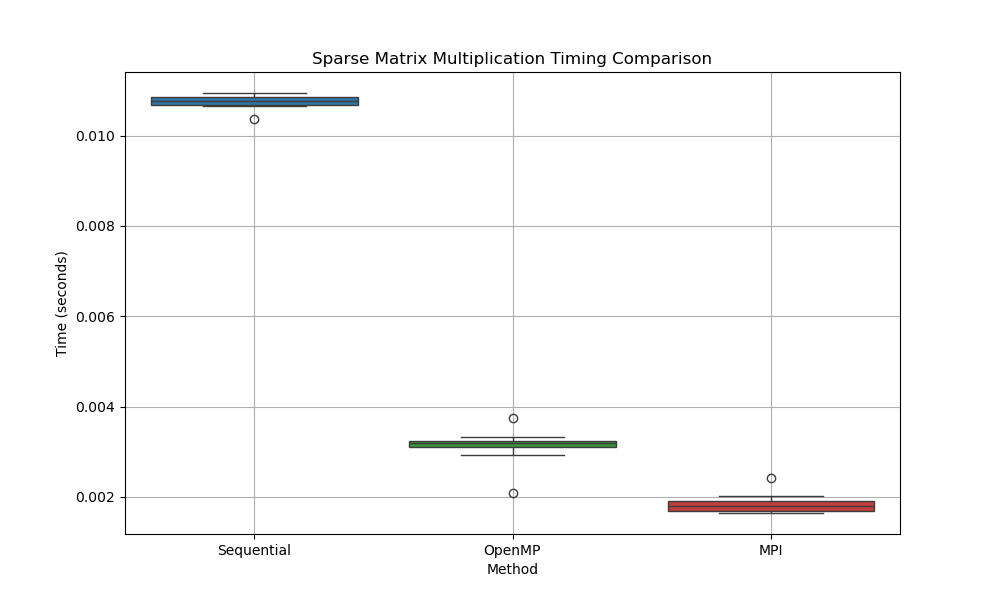 Sparse Matrix Multiplication Timing Comparison
0.010
0.008
0.006
0.004
0.002
Time (seconds)
Sequential
OpenMP
MPI
Method